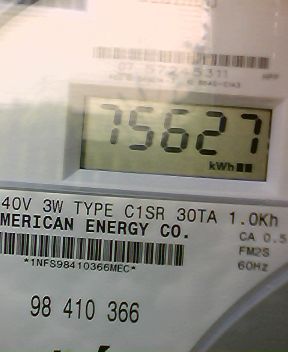 75627
kWh
40V 3W TYPE C1SR 30TA 1.0Kh
MERICAN ENERGY CO.
CA 0.5
*1NFS98410366MEC*
FM2S
60Hz
98 410 366